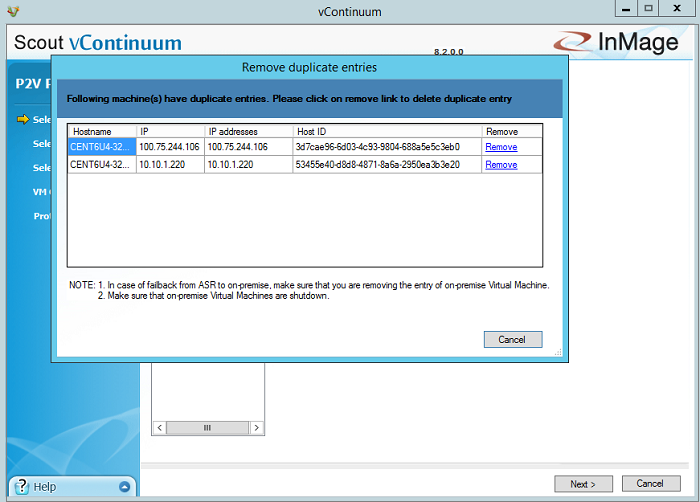 vContinuum
Scout vContinuum
8.2.0.0
InMage
Remove duplicate entries
P2V P
Following machine(s) have duplicate entries. Please click on remove link to delete duplicate entry
Hostname IP IP addresses Host ID Remove
CENT6U4-32... 100.75.244.106 100.75.244.106 3d7cae96-6d03-4c93-9804-688a5e5c3eb0 Remove
CENT6U4-32... 10.10.1.220 10.10.1.220 53455e40-d8d8-4871-8a6a-2950ea3b3e20 Remove
Sele
Sele
Sele
VM
Prot
NOTE: 1. In case of failback from ASR to on-premise, make sure that you are removing the entry of on-premise Virtual Machine.
2. Make sure that on-premise Virtual Machines are shutdown.
Cancel
Help
Next >
Cancel